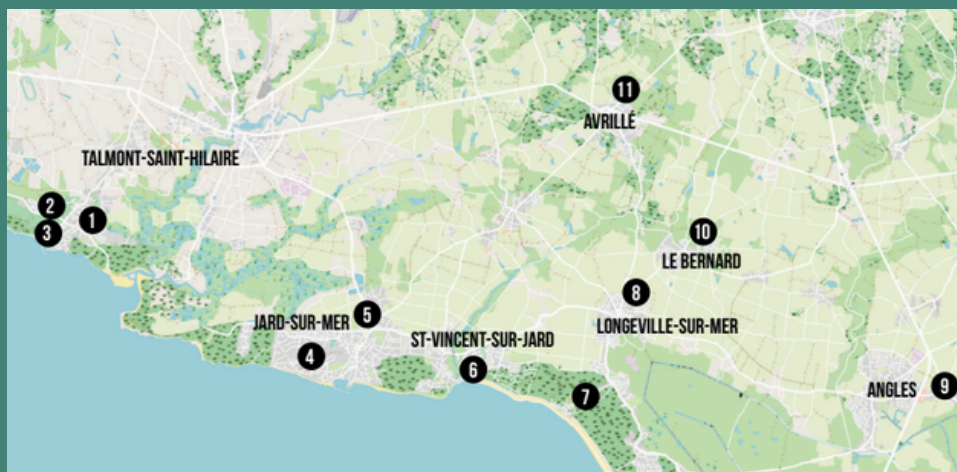 11
AVRILLÉ
TALMONT-SAINT-HILAIRE
2
1
3
10
LE BERNARD
8
LONGEVILLE-SUR-MER
JARD-SUR-MER
5
ST-VINCENT-SUR-JARD
4
6
7
ANGLES
9